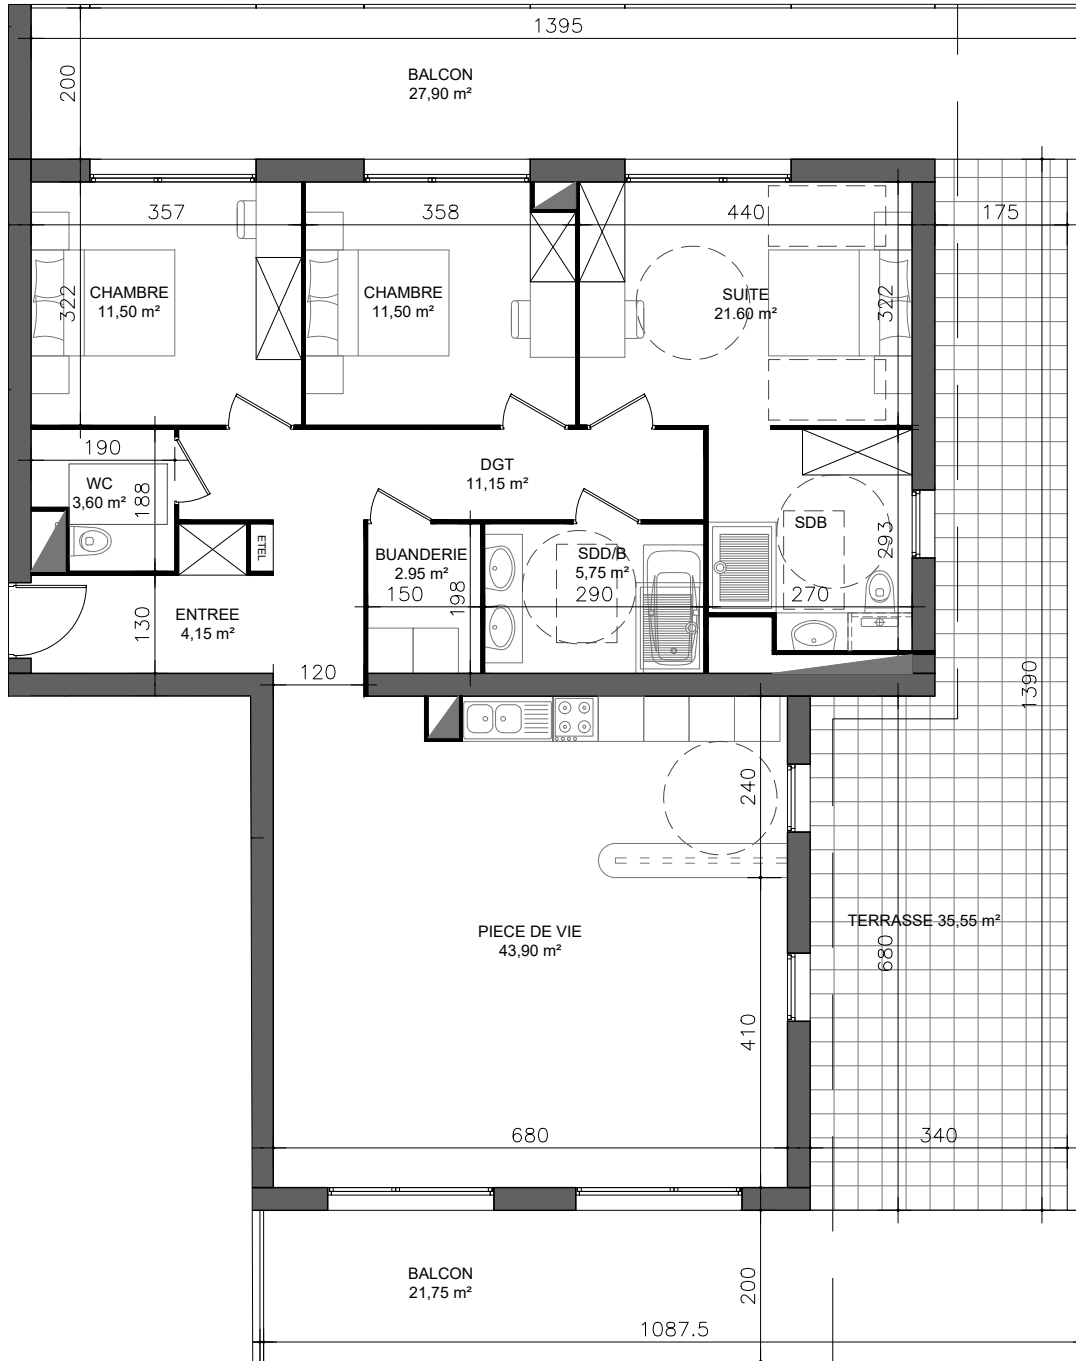 1395
200
BALCON
27,90 m²
357
358
440
175
322
CHAMBRE
11,50 m²
CHAMBRE
11,50 m²
SUITE
21.60 m²
322
190
WC
3,60 m²
188
DGT
11,15 m²
SDB
293
ETEL
BUANDERIE
2.95 m²
SDD/B
5,75 m²
150
198
290
270
130
ENTREE
4,15 m²
120
1390
240
PIECE DE VIE
43,90 m²
TERRASSE 35,55 m²
680
410
680
340
BALCON
21,75 m²
200
1087.5